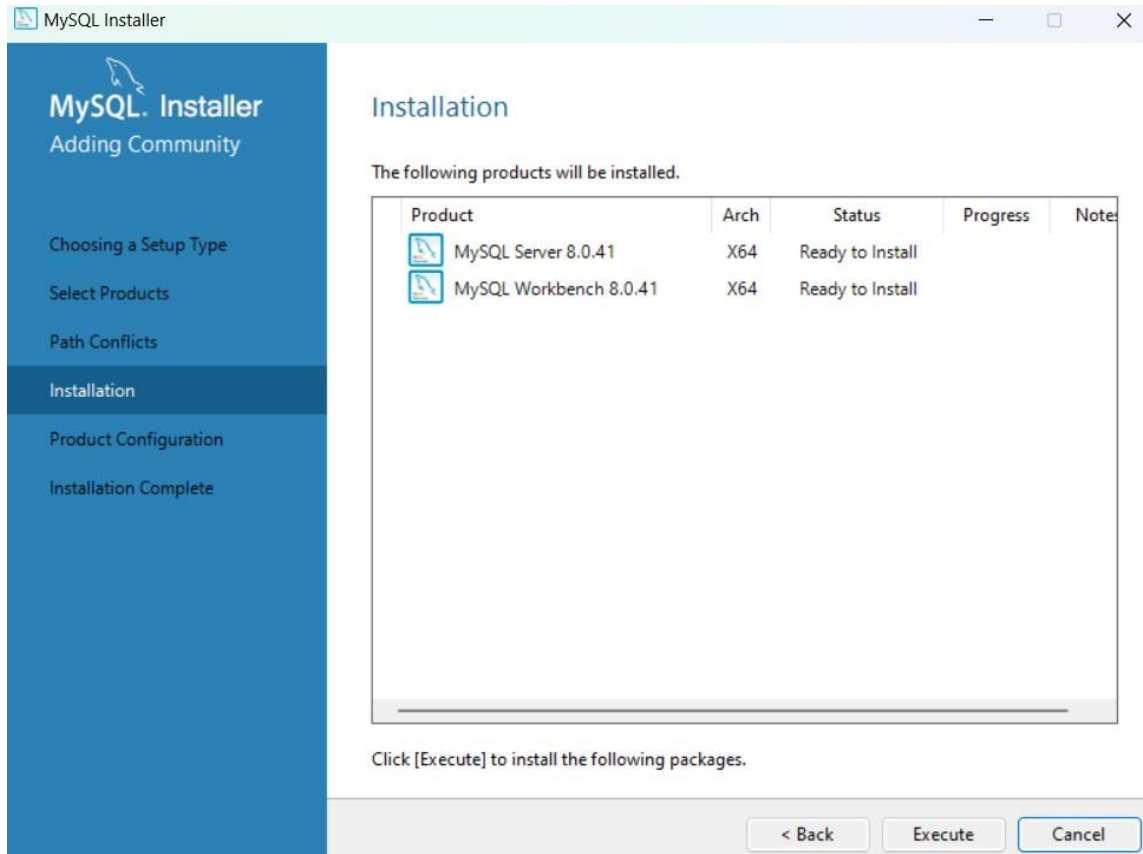 MySQL Installer
MySQL. Installer
Adding Community
Choosing a Setup Type
Select Products
Path Conflicts
Installation
Product Configuration
Installation Complete
Installation
The following products will be installed.
Product Arch Status Progress Notes
MySQL Server 8.0.41 X64 Ready to Install
MySQL Workbench 8.0.41 X64 Ready to Install
Click [Execute] to install the following packages.
< Back Execute Cancel